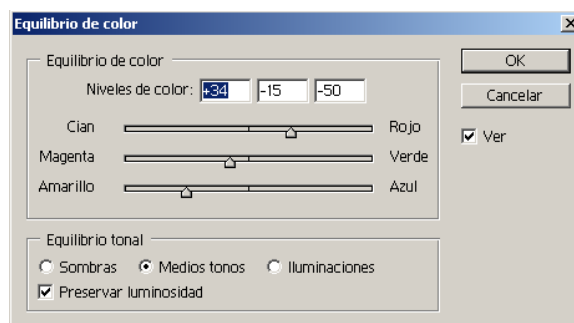 Equilibrio de color
Equilibrio de color
Niveles de color: +34 -15 -50
Cian Rojo
Magenta Verde
Amarillo Azul
Equilibrio tonal
Sombras Medios tonos Iluminaciones
Preservar luminosidad
OK
Cancelar
Ver